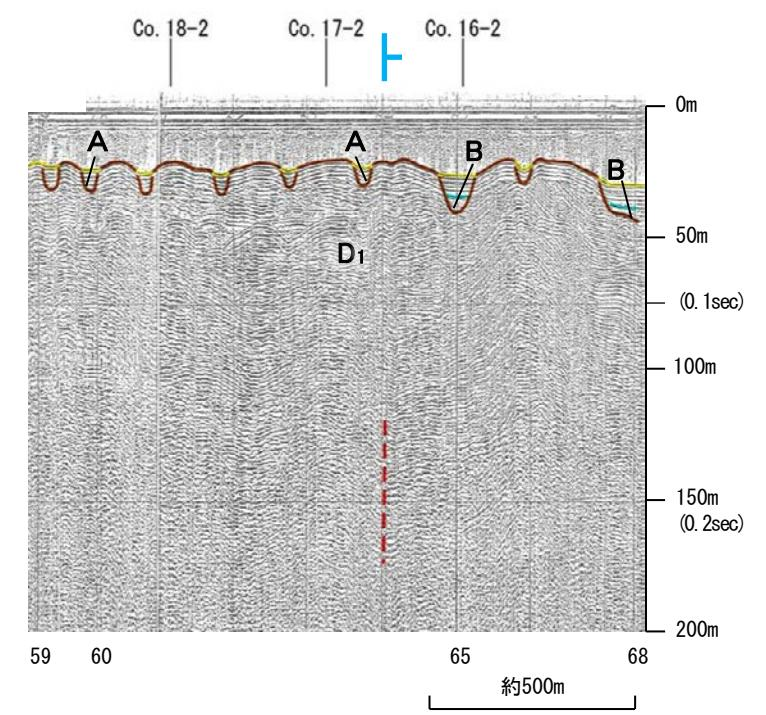 Co. 18-2
Co. 17-2
Co. 16-2
0m
A
A
B
B
50m
D1
(0.1sec)
100m
150m
(0.2sec)
200m
59
60
65
68
約500m